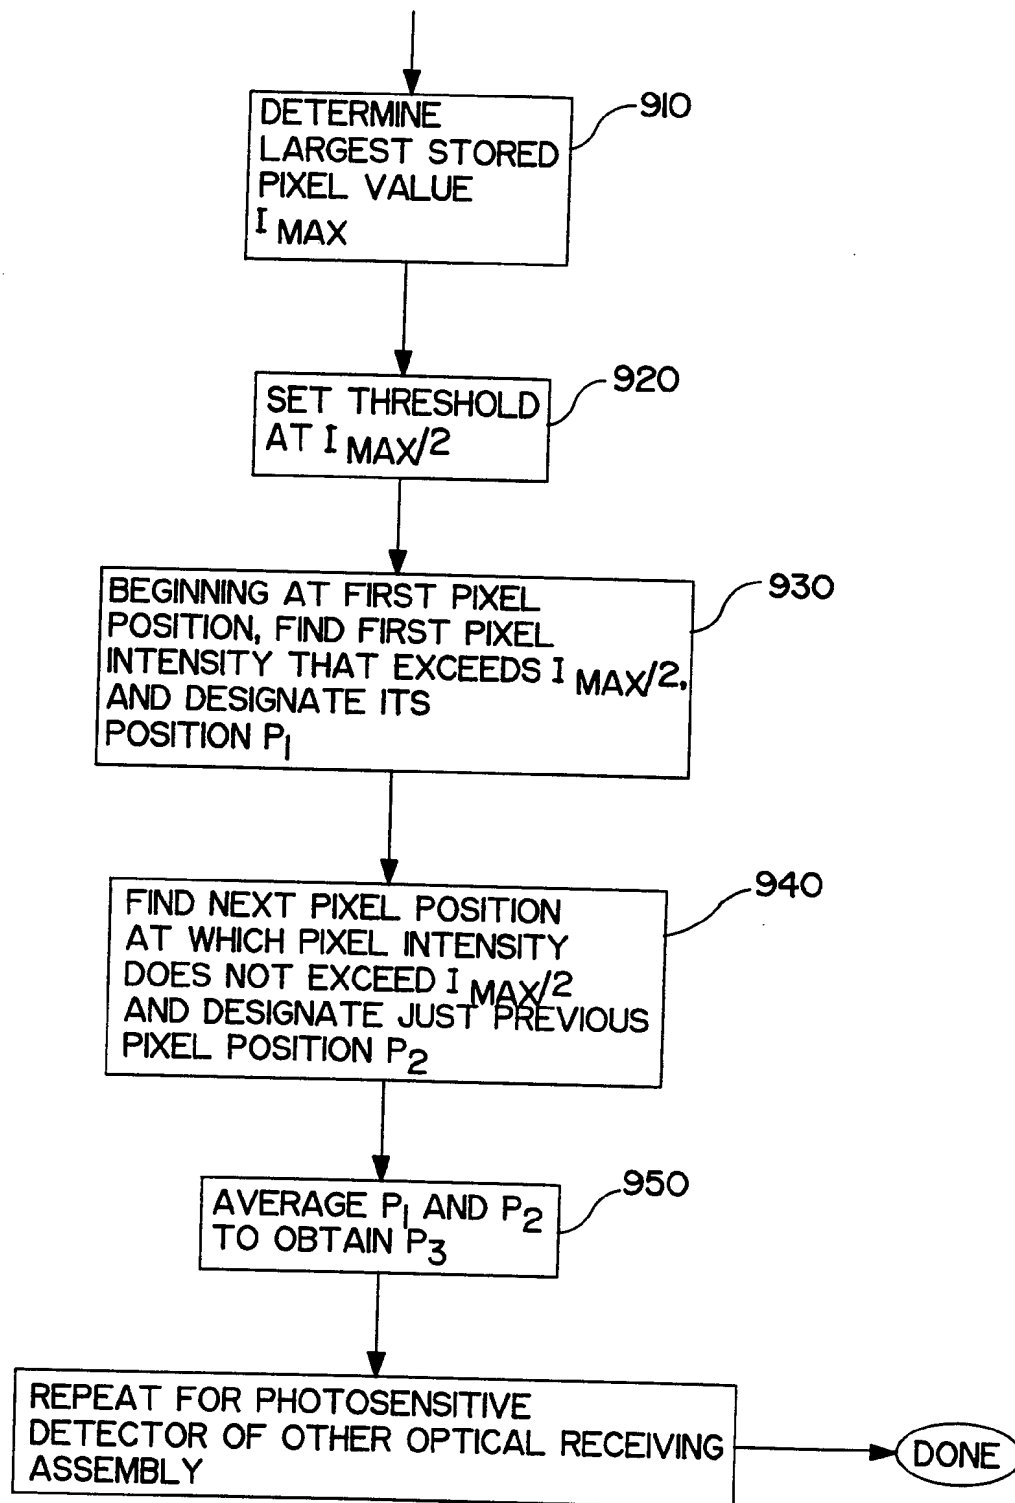 DETERMINE
LARGEST STORED
PIXEL VALUE
I MAX
910
SET THRESHOLD
AT I MAX/2
920
BEGINNING AT FIRST PIXEL
POSITION, FIND FIRST PIXEL
INTENSITY THAT EXCEEDS I MAX/2,
AND DESIGNATE ITS
POSITION P1
930
FIND NEXT PIXEL POSITION
AT WHICH PIXEL INTENSITY
DOES NOT EXCEED I MAX/2
AND DESIGNATE JUST PREVIOUS
PIXEL POSITION P2
940
AVERAGE P1 AND P2
TO OBTAIN P3
950
REPEAT FOR PHOTOSENSITIVE
DETECTOR OF OTHER OPTICAL RECEIVING
ASSEMBLY
DONE